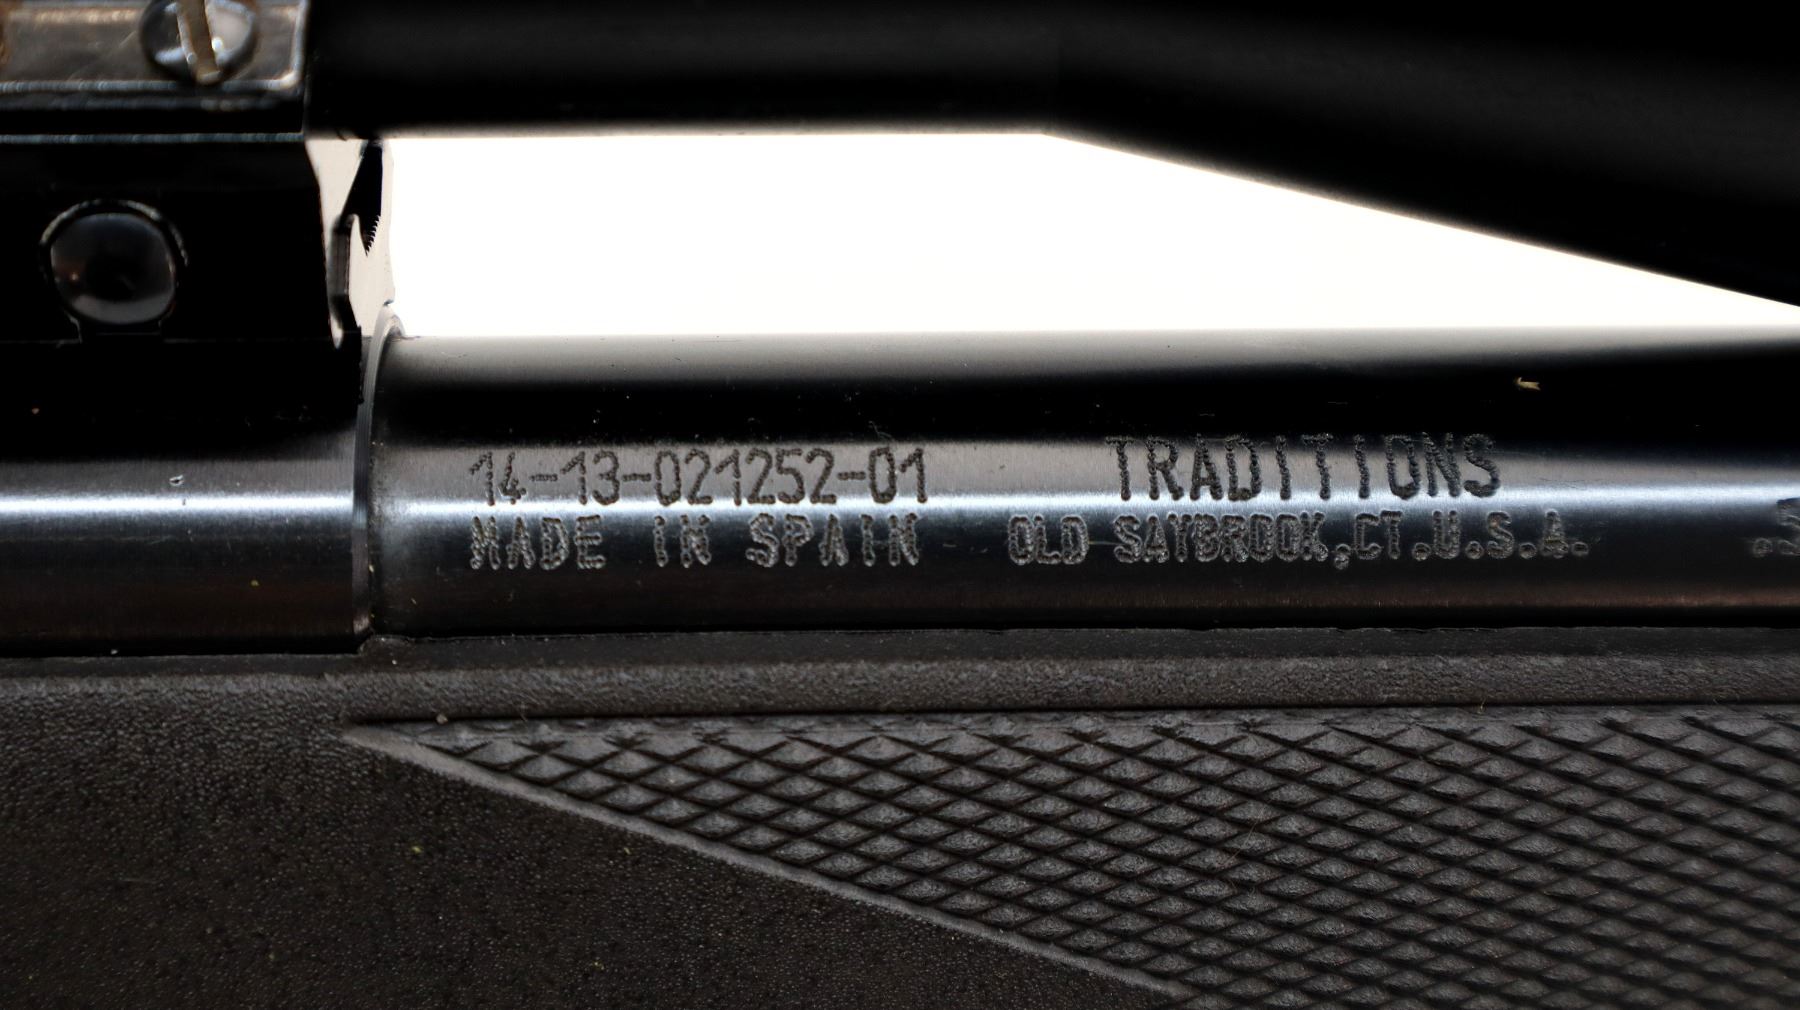 14-13-021252-01
MADE IN SPAIN
TRADITIONS
OLD SAYBROOK,CT.U.S.A.